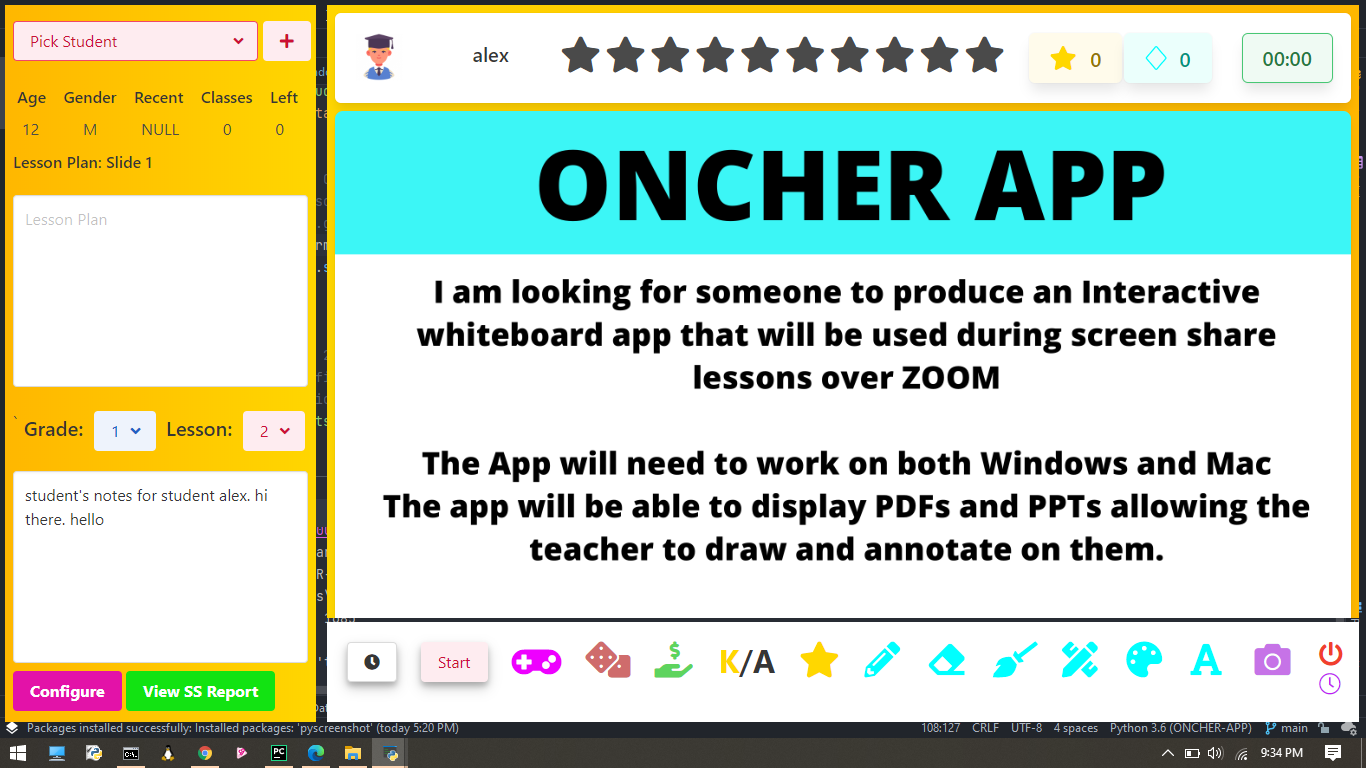 Pick Student
+
Age Gender Recent Classes Left
12 M NULL 0 0
Lesson Plan: Slide 1
Lesson Plan
` Grade: 1 Lesson: 2
student's notes for student alex. hi
there. hello
Configure
View SS Report
alex
0
0
00:00
ONCHER APP
I am looking for someone to produce an Interactive
whiteboard app that will be used during screen share
lessons over ZOOM
The App will need to work on both Windows and Mac
The app will be able to display PDFs and PPTs allowing the
teacher to draw and annotate on them.
Start
K/A
A
Packages installed successfully: Installed packages: 'pyscreenshot' (today 5:20 PM)
108:127 CRLF UTF-8 4 spaces Python 3.6 (ONCHER-APP) main
9:34 PM